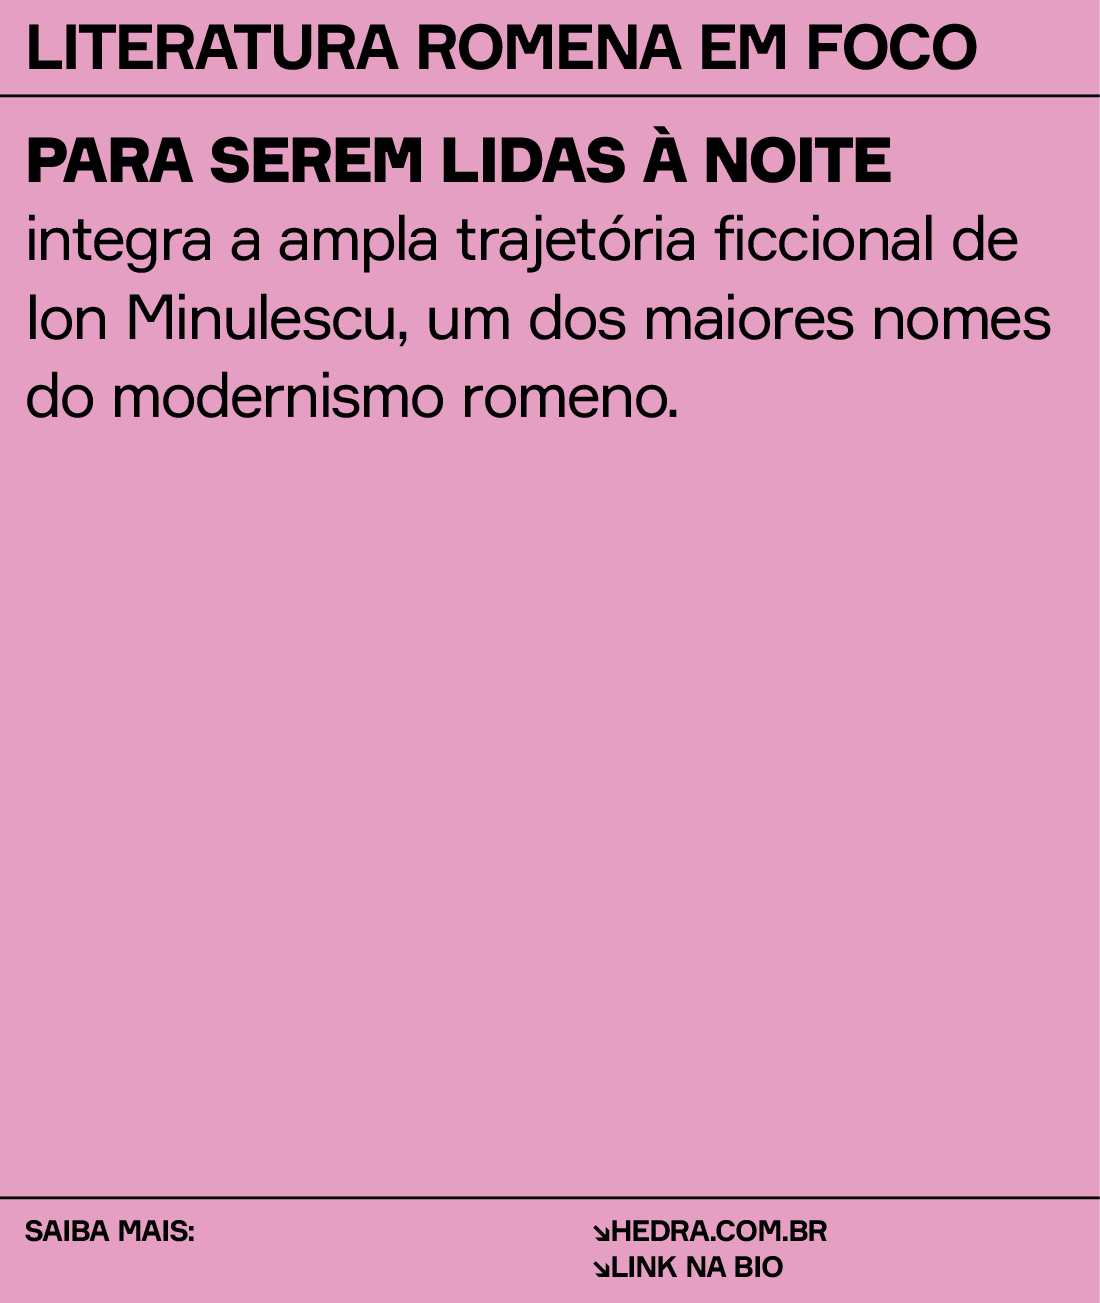 LITERATURA ROMENA EM FOCO
PARA SEREM LIDAS À NOITE
integra a ampla trajetória ficcional de
Ion Minulescu, um dos maiores nomes
do modernismo romeno.
SAIBA MAIS:
↘HEDRA.COM.BR
↘LINK NA BIO